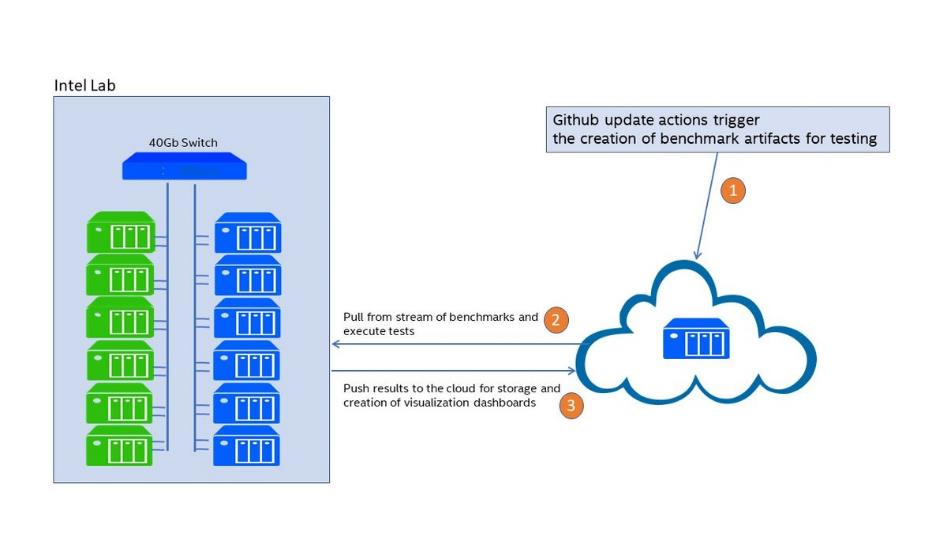 Intel Lab
40Gb Switch
Github update actions trigger
the creation of benchmark artifacts for testing
1
Pull from stream of benchmarks and
execute tests
2
Push results to the cloud for storage and
creation of visualization dashboards
3